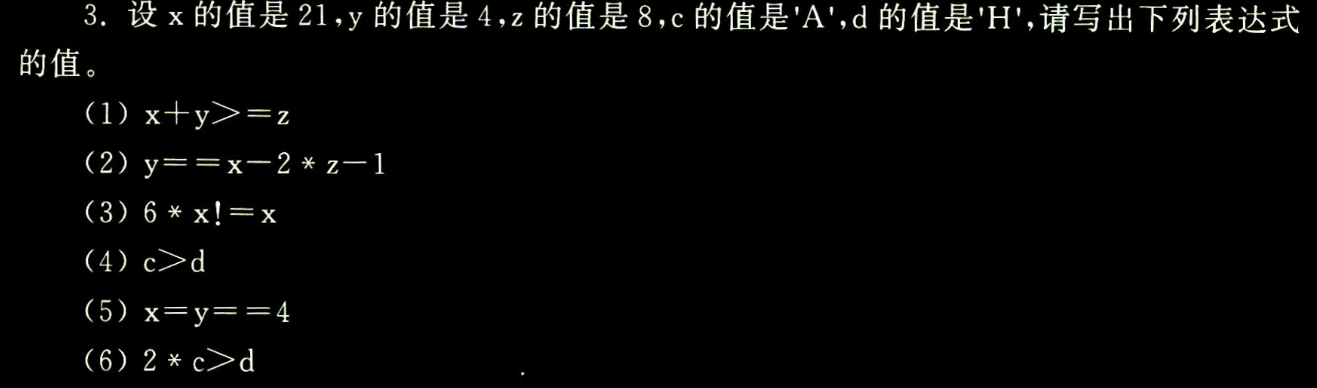 3. 设 x 的值是 21,y 的值是 4,z 的值是 8,c 的值是'A',d 的值是'H',请写出下列表达式
的值。
(1) x+y>=z
(2) y==x-2*z-1
(3) 6*x!=x
(4) c>d
(5) x=y==4
(6) 2*c>d